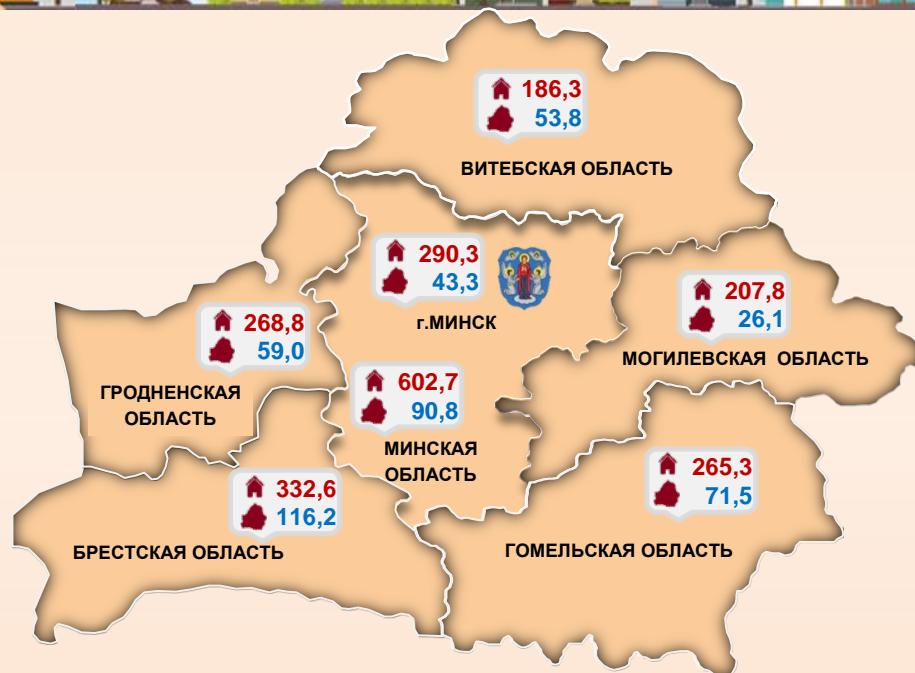 186,3
53,8
ВИТЕБСКАЯ ОБЛАСТЬ
290,3
43,3
г.МИНСК
207,8
26,1
МОГИЛЕВСКАЯ ОБЛАСТЬ
268,8
59,0
ГРОДНЕНСКАЯ
ОБЛАСТЬ
602,7
90,8
МИНСКАЯ
ОБЛАСТЬ
332,6
116,2
БРЕСТСКАЯ ОБЛАСТЬ
265,3
71,5
ГОМЕЛЬСКАЯ ОБЛАСТЬ